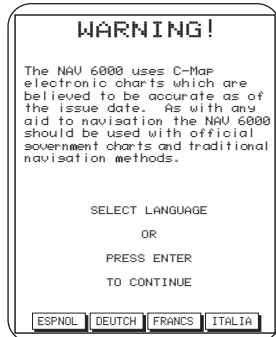 WARNING!
The NAV 6000 uses C-Map
electronic charts which are
believed to be accurate as of
the issue date. As with any
aid to navigation the NAV 6000
should be used with official
government charts and traditional
navigation methods.
SELECT LANGUAGE
OR
PRESS ENTER
TO CONTINUE
ESPNOL DEUTCH FRANCS ITALIA